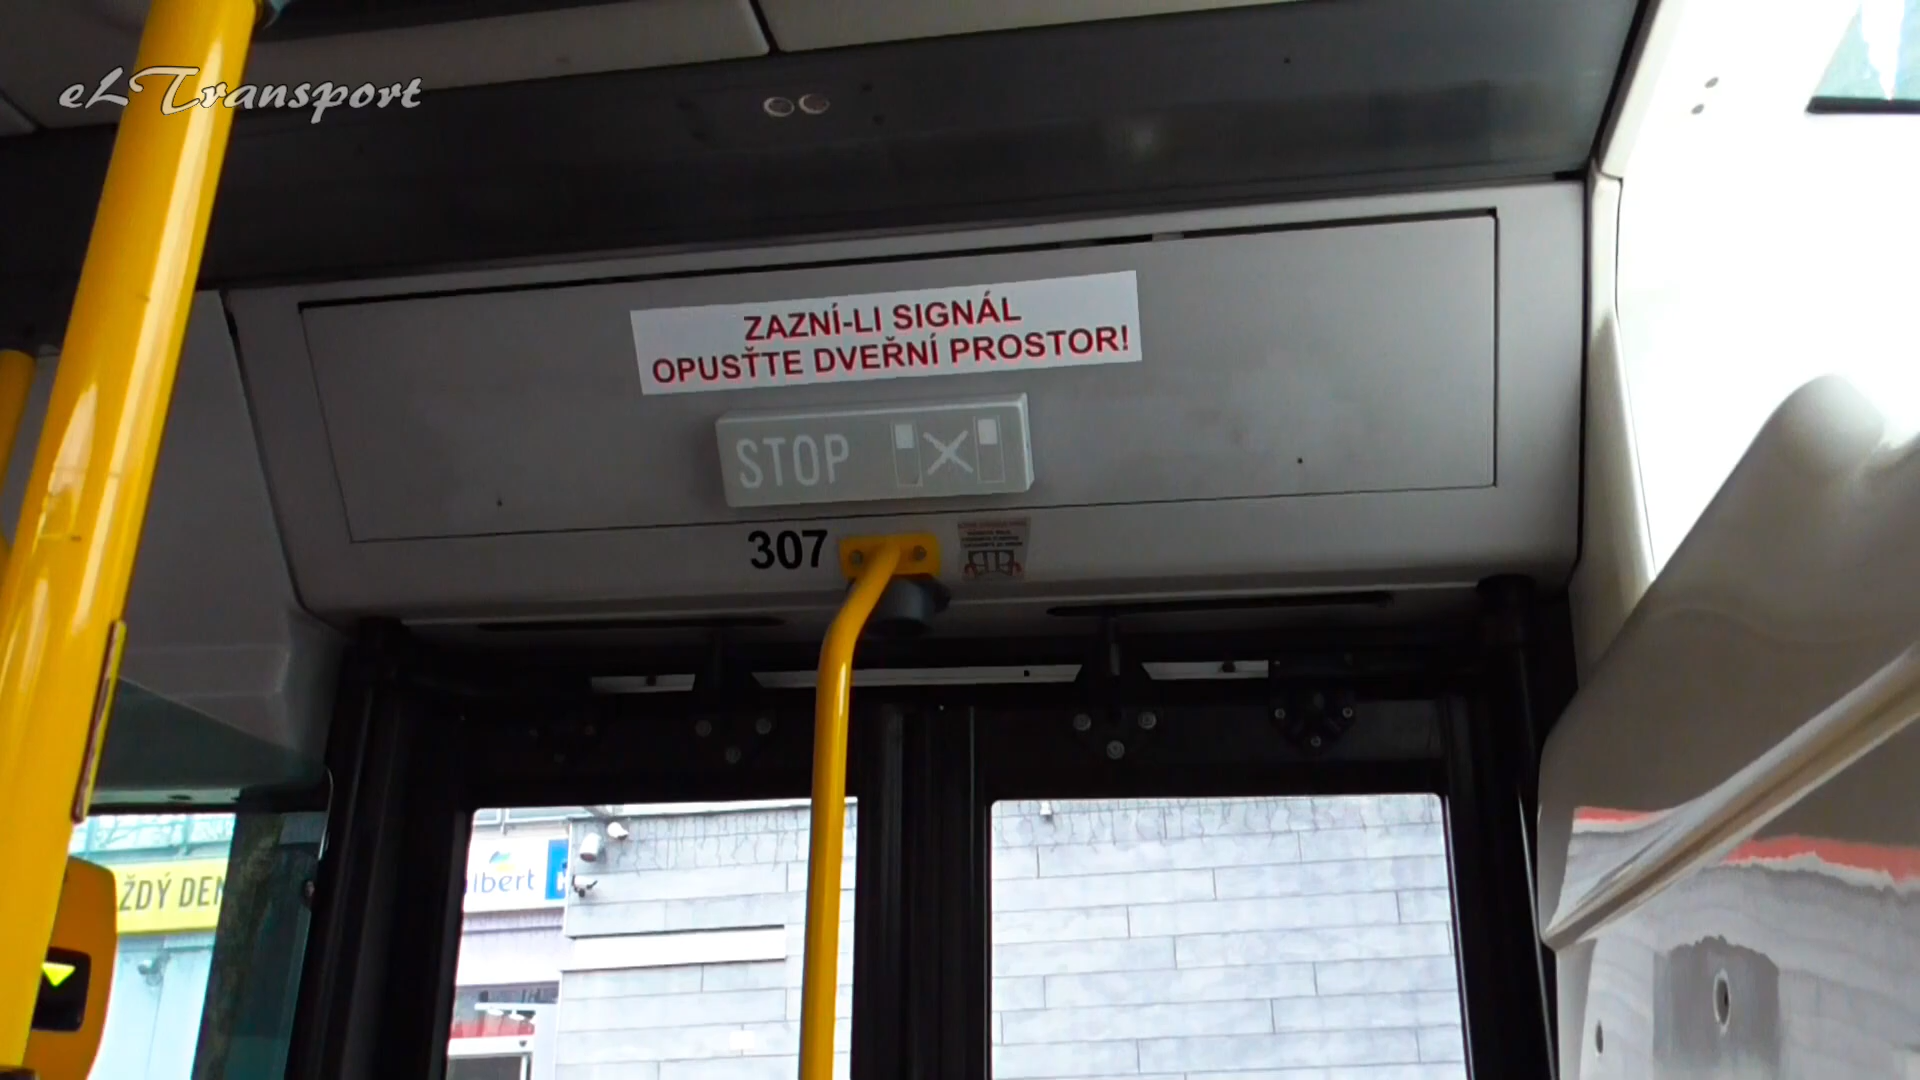 eLTransport
ZAZNÍ-LI SIGNÁL
OPUSŤTE DVEŘNÍ PROSTOR!
STOP
307
lbert
ŽDÝ DEN